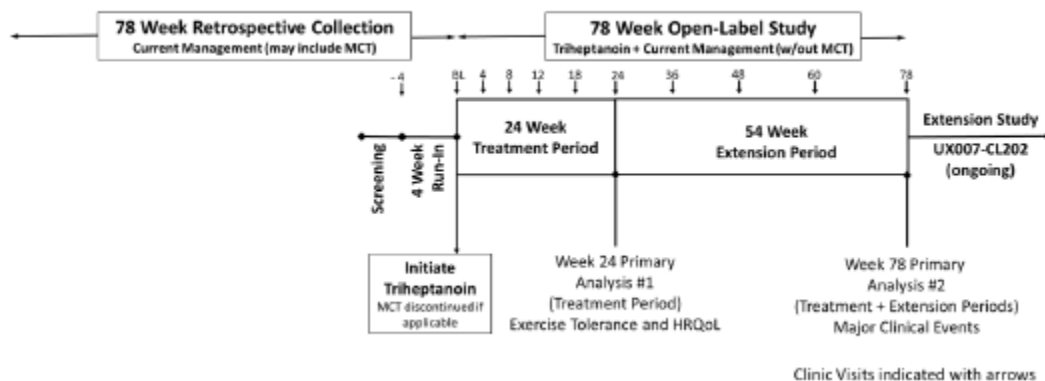 78 Week Retrospective Collection
Current Management (may include MCT)
78 Week Open-Label Study
Triheptanoin + Current Management (w/out MCT)
- 4 BL 4 8 12 18 24 36 48 60 78
24 Week
Treatment Period
54 Week
Extension Period
Extension Study
UX007-CL202
(ongoing)
Screening
4 Week
Run-In
Initiate
Triheptanoin
MCT discontinued if
applicable
Week 24 Primary
Analysis #1
(Treatment Period)
Exercise Tolerance and HRQoL
Week 78 Primary
Analysis #2
(Treatment + Extension Periods)
Major Clinical Events
Clinic Visits indicated with arrows